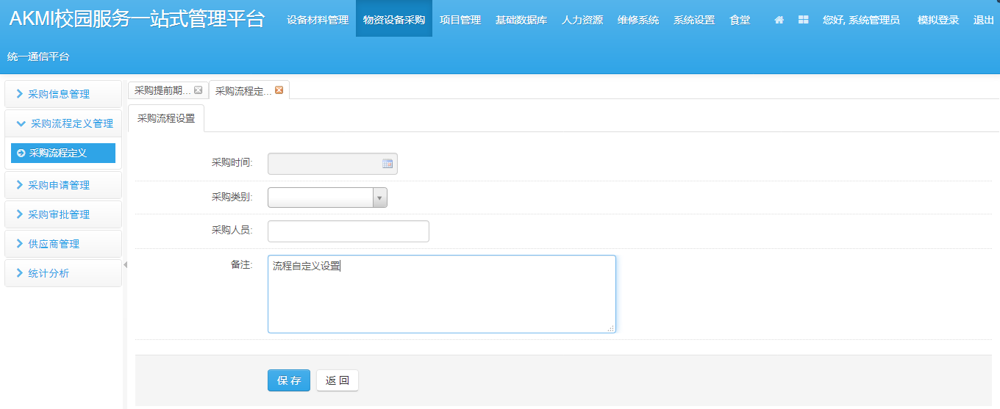 AKMI校园服务一站式管理平台
设备材料管理 物资设备采购 项目管理 基础数据库 人力资源 维修系统 系统设置 食堂 您好, 系统管理员 模拟登录 退出
统一通信平台
采购信息管理
采购流程定义管理
采购流程定义
采购申请管理
采购审批管理
供应商管理
统计分析
采购提前期... 采购流程定...
采购流程设置
采购时间:
采购类别:
采购人员:
备注: 流程自定义设置
保 存 返 回